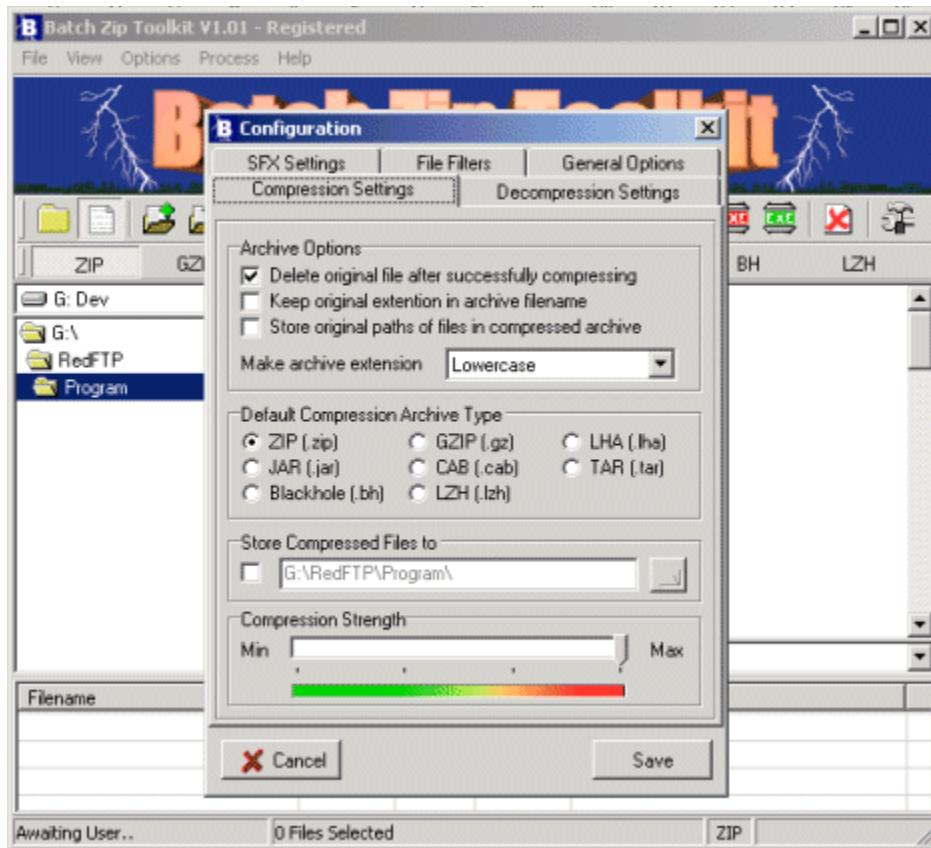 Batch Zip Toolkit V1.01 - Registered
File View Options Process Help
Batch Zip Toolkit
Configuration
SFX Settings File Filters General Options
Compression Settings Decompression Settings
ZIP BH LZH
Archive Options
Delete original file after successfully compressing
Keep original extention in archive filename
Store original paths of files in compressed archive
Make archive extension Lowercase
G: Dev
G:\
RedFTP
Program
Default Compression Archive Type
ZIP (.zip) GZIP (.gz) LHA (.lha)
JAR (.jar) CAB (.cab) TAR (.tar)
Blackhole (.bh) LZH (.lzh)
Store Compressed Files to
G:\RedFTP\Program\
Compression Strength
Min Max
Filename
Cancel Save
Awaiting User.. 0 Files Selected ZIP